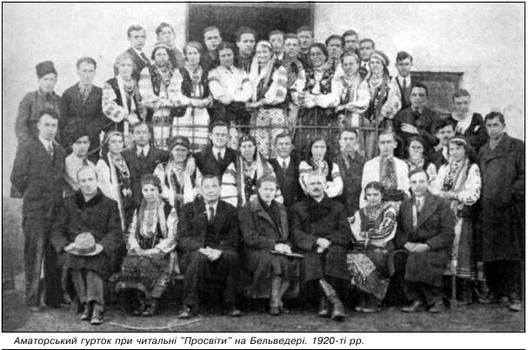 Аматорський гурток при читальні "Просвіти" на Бельведері. 1920-ті рр.